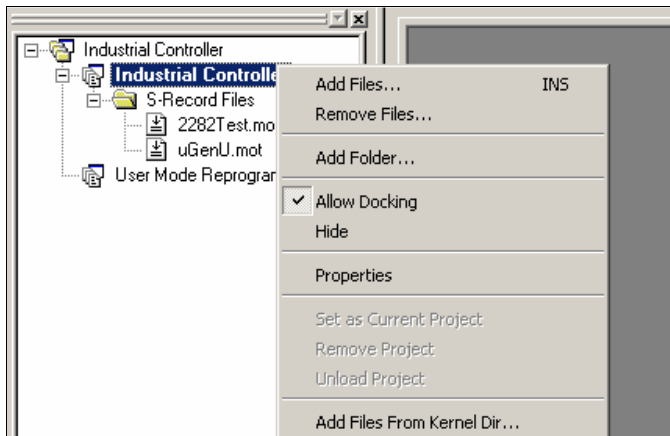 Industrial Controller
Industrial Controlle
S-Record Files
2282Test.mo
uGenU.mot
User Mode Reprogra
Add Files... INS
Remove Files...
Add Folder...
Allow Docking
Hide
Properties
Set as Current Project
Remove Project
Unload Project
Add Files From Kernel Dir...